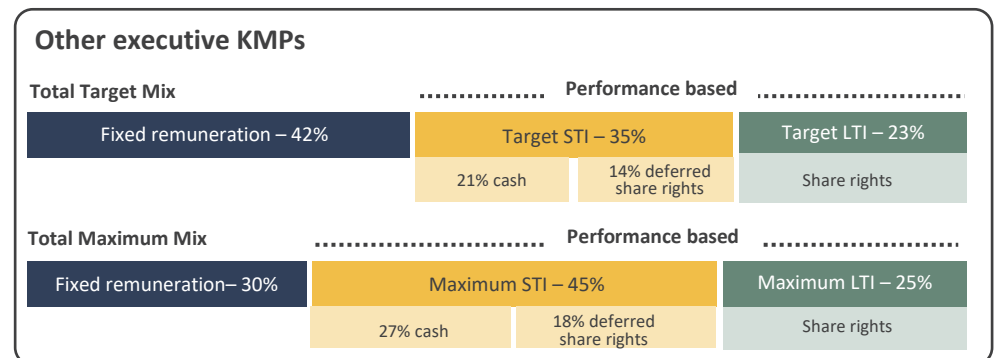 Other executive KMPs
Total Target Mix
Performance based
Fixed remuneration – 42%
Target STI – 35%
Target LTI – 23%
21% cash
14% deferred
share rights
Share rights
Total Maximum Mix
Performance based
Fixed remuneration– 30%
Maximum STI – 45%
Maximum LTI – 25%
27% cash
18% deferred
share rights
Share rights